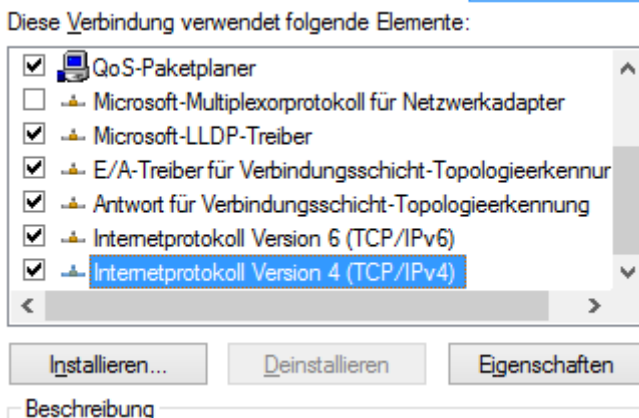 Diese Verbindung verwendet folgende Elemente:
QoS-Paketplaner
Microsoft-Multiplexorprotokoll für Netzwerkadapter
Microsoft-LLDP-Treiber
E/A-Treiber für Verbindungsschicht-Topologieerkennur
Antwort für Verbindungsschicht-Topologieerkennung
Internetprotokoll Version 6 (TCP/IPv6)
Internetprotokoll Version 4 (TCP/IPv4)
Installieren... Deinstallieren Eigenschaften
Beschreibung